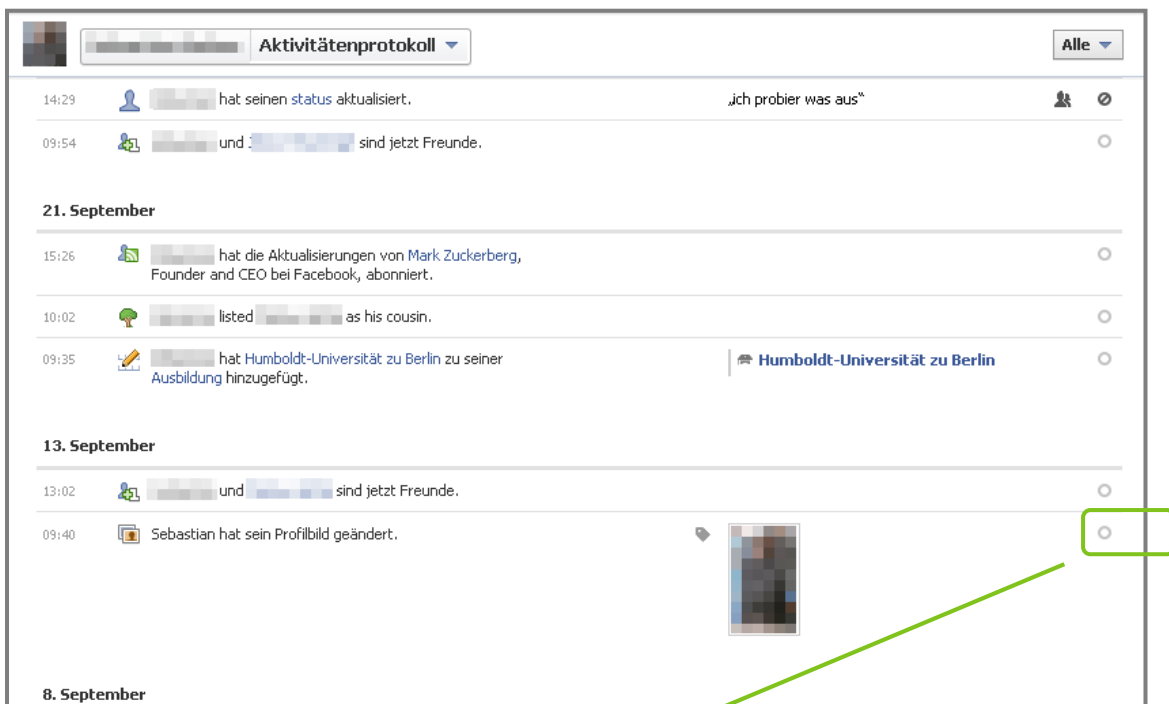 Aktivitätenprotokoll
Alle
14:29 hat seinen status aktualisiert. „ich probier was aus“
09:54 und sind jetzt Freunde.
21. September
15:26 hat die Aktualisierungen von Mark Zuckerberg,
Founder and CEO bei Facebook, abonniert.
10:02 listed as his cousin.
09:35 hat Humboldt-Universität zu Berlin zu seiner Humboldt-Universität zu Berlin
Ausbildung hinzugefügt.
13. September
13:02 und sind jetzt Freunde.
09:40 Sebastian hat sein Profilbild geändert.
8. September